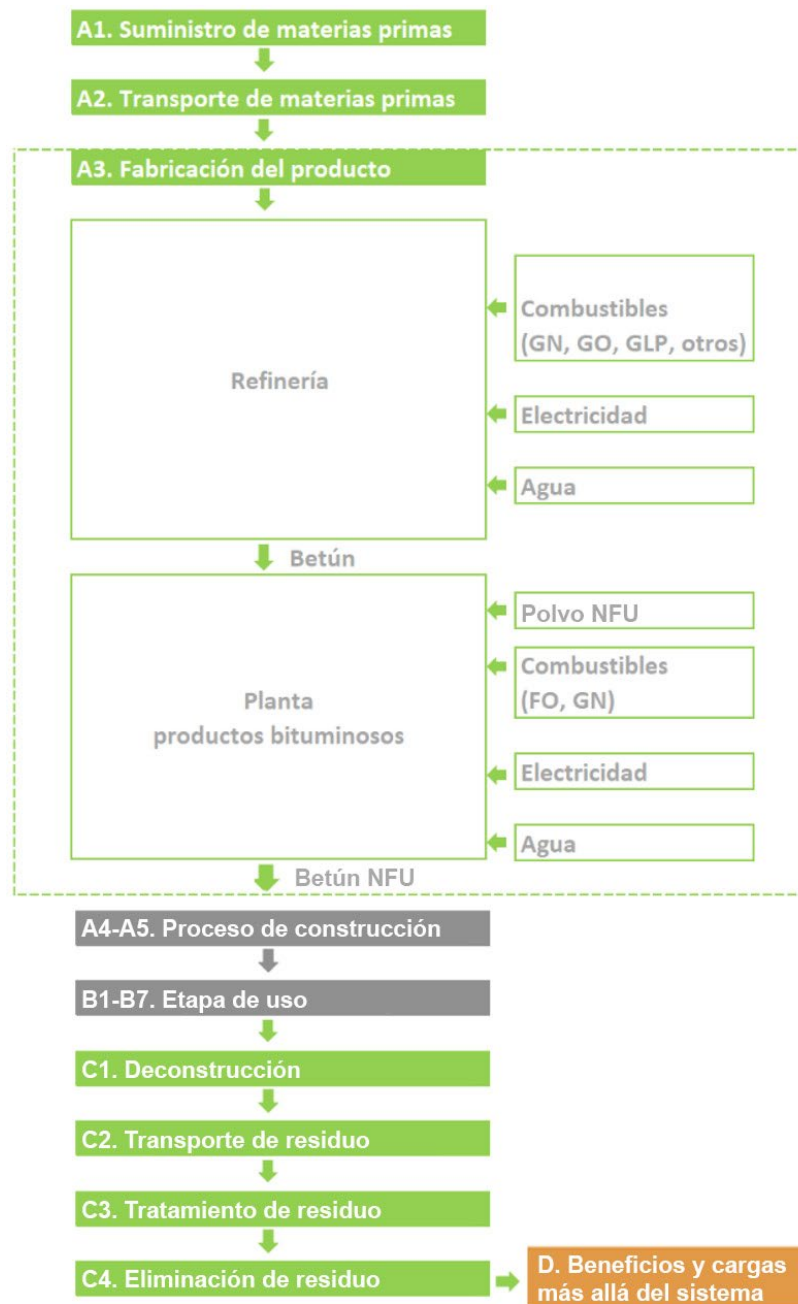 A1. Suministro de materias primas
A2. Transporte de materias primas
A3. Fabricación del producto
Refinería
Combustibles
(GN, GO, GLP, otros)
Electricidad
Agua
Betún
Planta
productos bituminosos
Polvo NFU
Combustibles
(FO, GN)
Electricidad
Agua
Betún NFU
A4-A5. Proceso de construcción
B1-B7. Etapa de uso
C1. Deconstrucción
C2. Transporte de residuo
C3. Tratamiento de residuo
C4. Eliminación de residuo
D. Beneficios y cargas
más allá del sistema